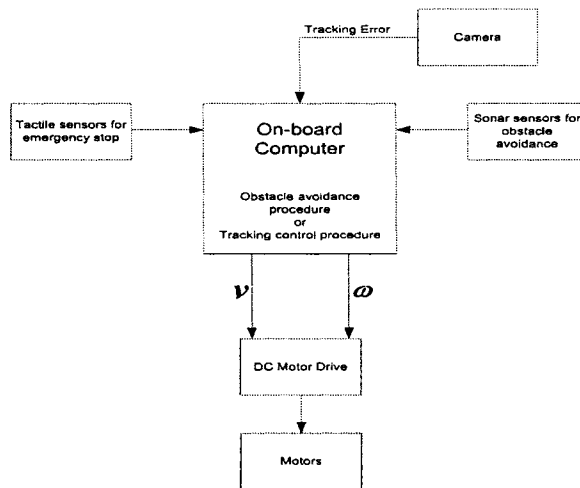 Tracking Error
Camera
Tactile sensors for
emergency stop
On-board
Computer
Sonar sensors for
obstacle
avoidance
Obstacle avoidance
procedure
or
Tracking control procedure
ν
ω
DC Motor Drive
Motors